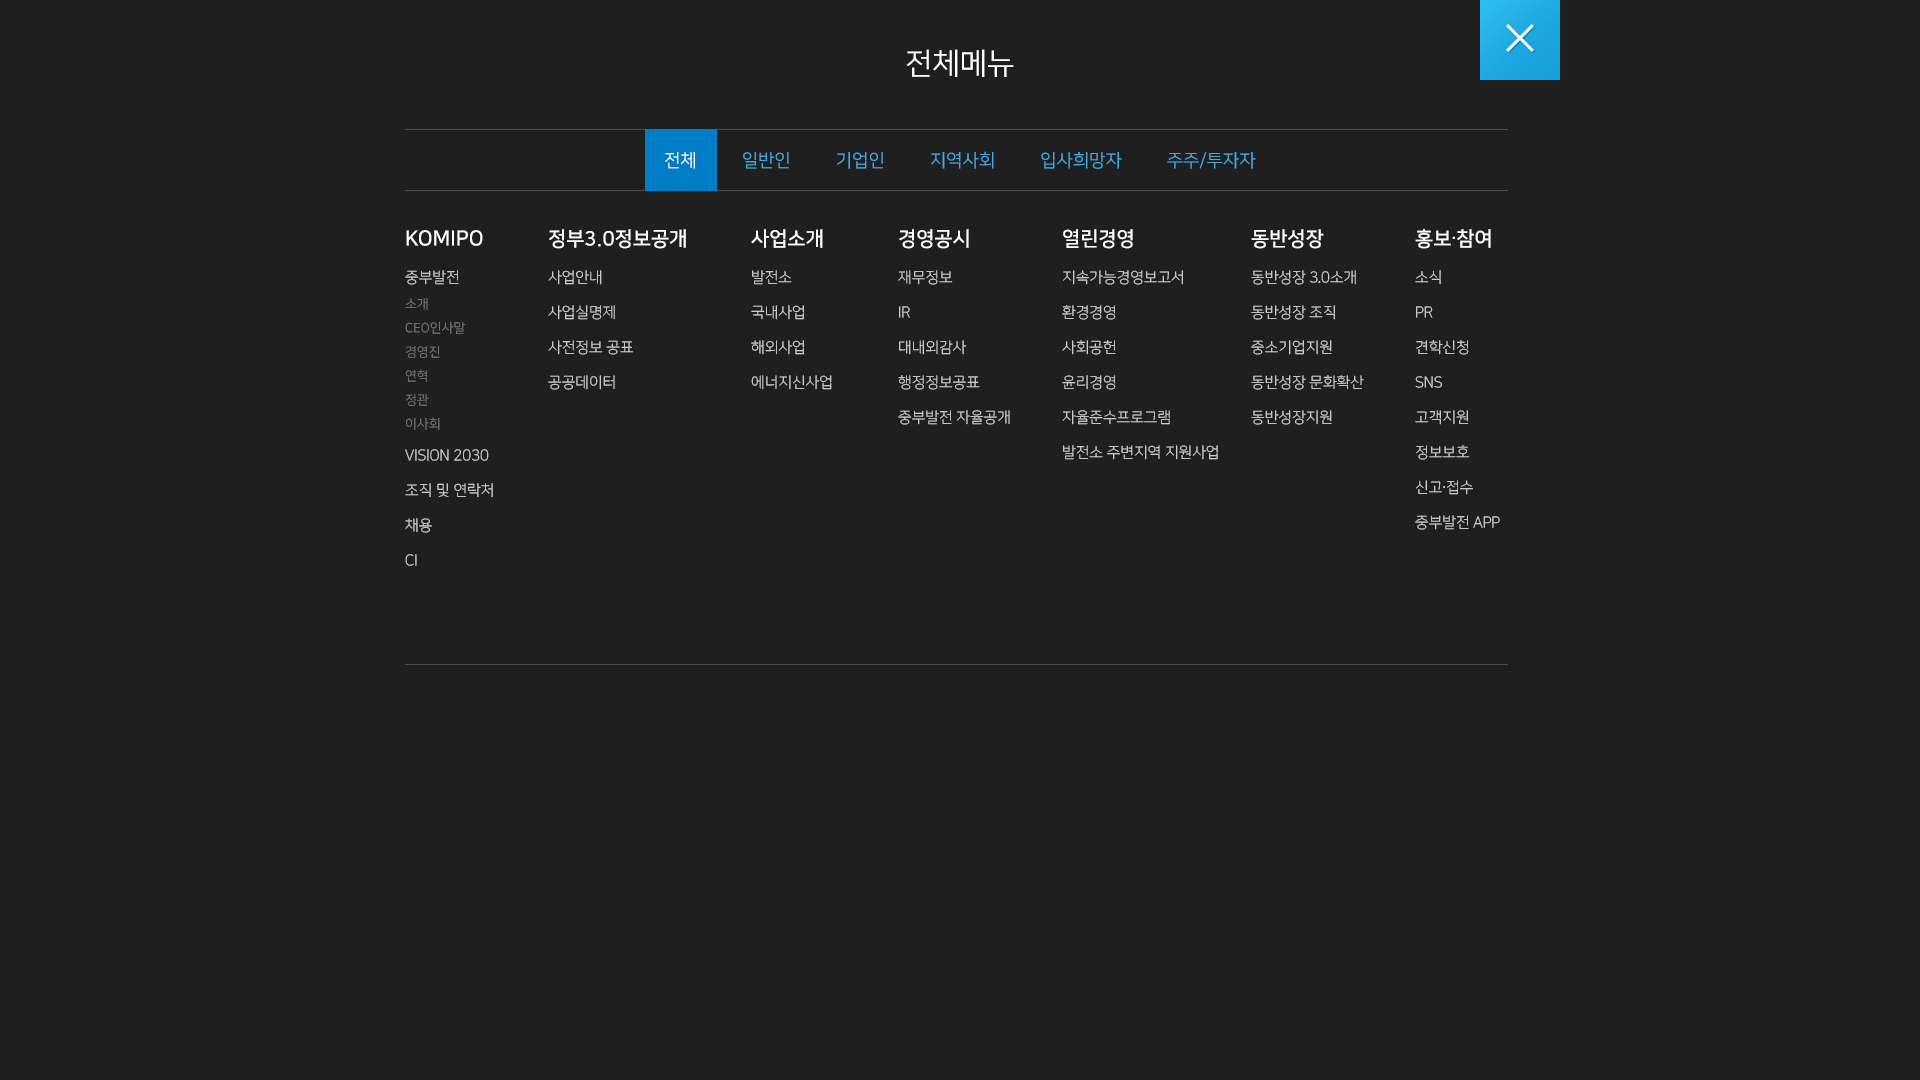 전체메뉴
전체
일반인
기업인
지역사회
입사희망자
주주/투자자
KOMIPO
중부발전
소개
CEO인사말
경영진
연혁
정관
이사회
VISION 2030
조직 및 연락처
채용
CI
정부3.0정보공개
사업안내
사업실명제
사전정보 공표
공공데이터
사업소개
발전소
국내사업
해외사업
에너지신사업
경영공시
재무정보
IR
대내외감사
행정정보공표
중부발전 자율공개
열린경영
지속가능경영보고서
환경경영
사회공헌
윤리경영
자율준수프로그램
발전소 주변지역 지원사업
동반성장
동반성장 3.0소개
동반성장 조직
중소기업지원
동반성장 문화확산
동반성장지원
홍보·참여
소식
PR
견학신청
SNS
고객지원
정보보호
신고·접수
중부발전 APP